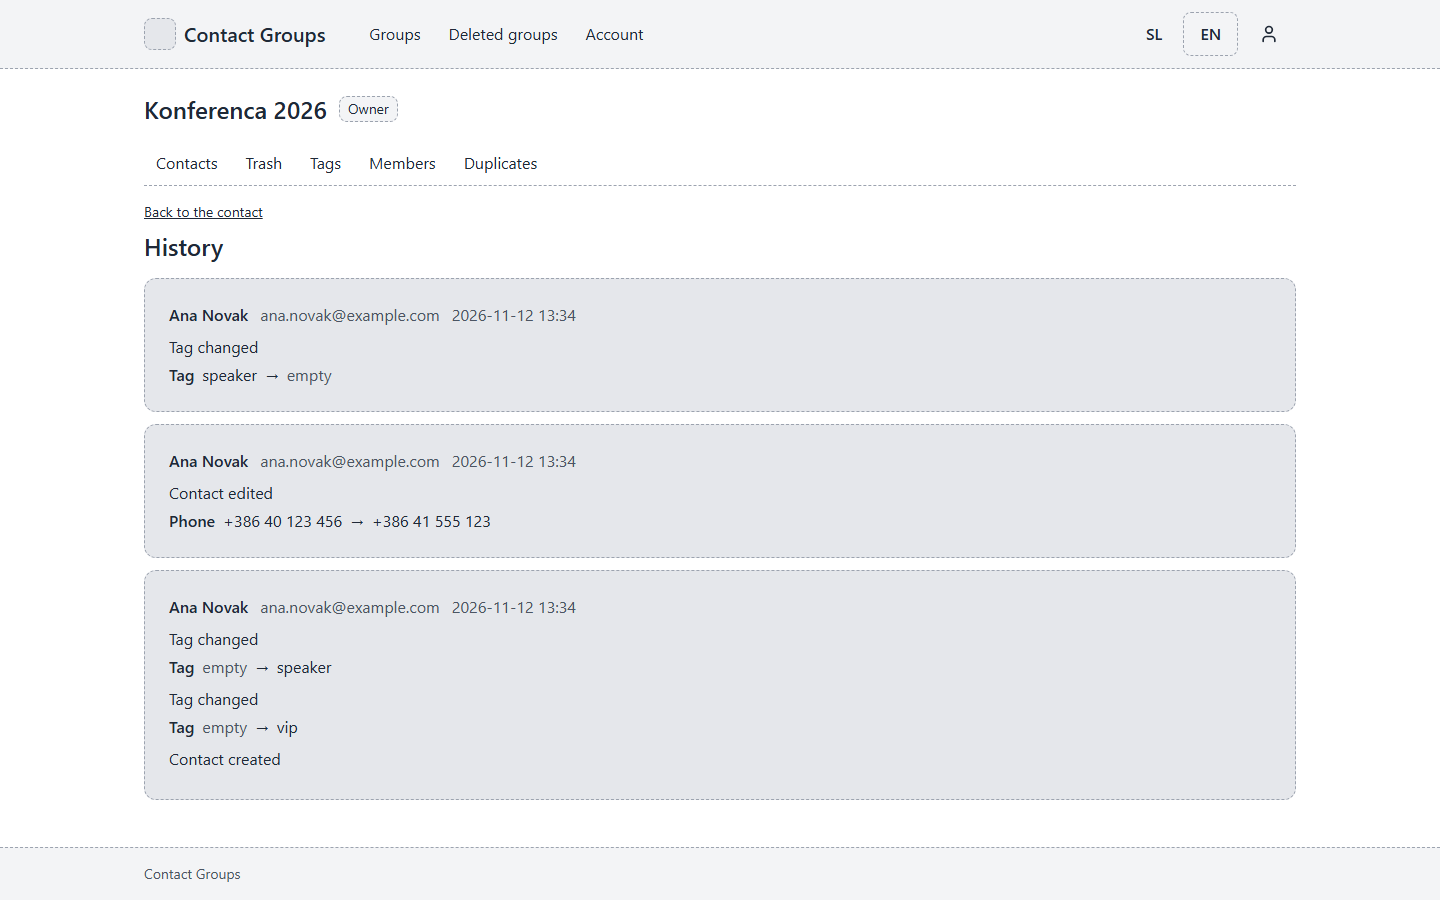 Contact Groups Groups Deleted groups Account SL EN
Konferenca 2026 Owner
Contacts Trash Tags Members Duplicates
Back to the contact
History
Ana Novak ana.novak@example.com 2026-11-12 13:34
Tag changed
Tag speaker → empty
Ana Novak ana.novak@example.com 2026-11-12 13:34
Contact edited
Phone +386 40 123 456 → +386 41 555 123
Ana Novak ana.novak@example.com 2026-11-12 13:34
Tag changed
Tag empty → speaker
Tag changed
Tag empty → vip
Contact created
Contact Groups